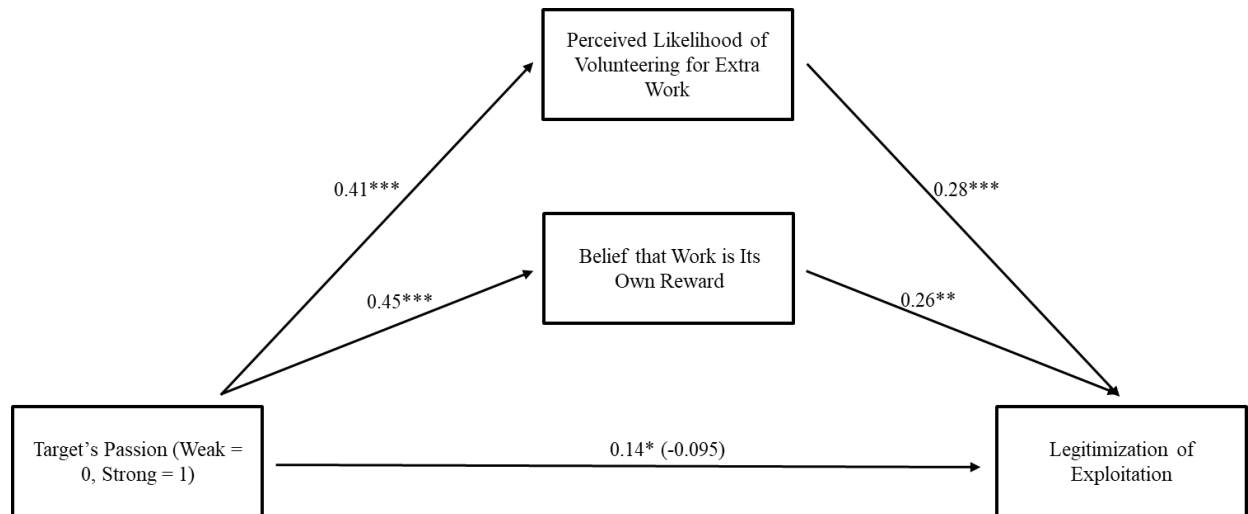 Perceived Likelihood of
Volunteering for Extra
Work
0.41***
0.28***
Belief that Work is Its
Own Reward
0.45***
0.26**
Target’s Passion (Weak =
0, Strong = 1)
0.14* (-0.095)
Legitimization of
Exploitation